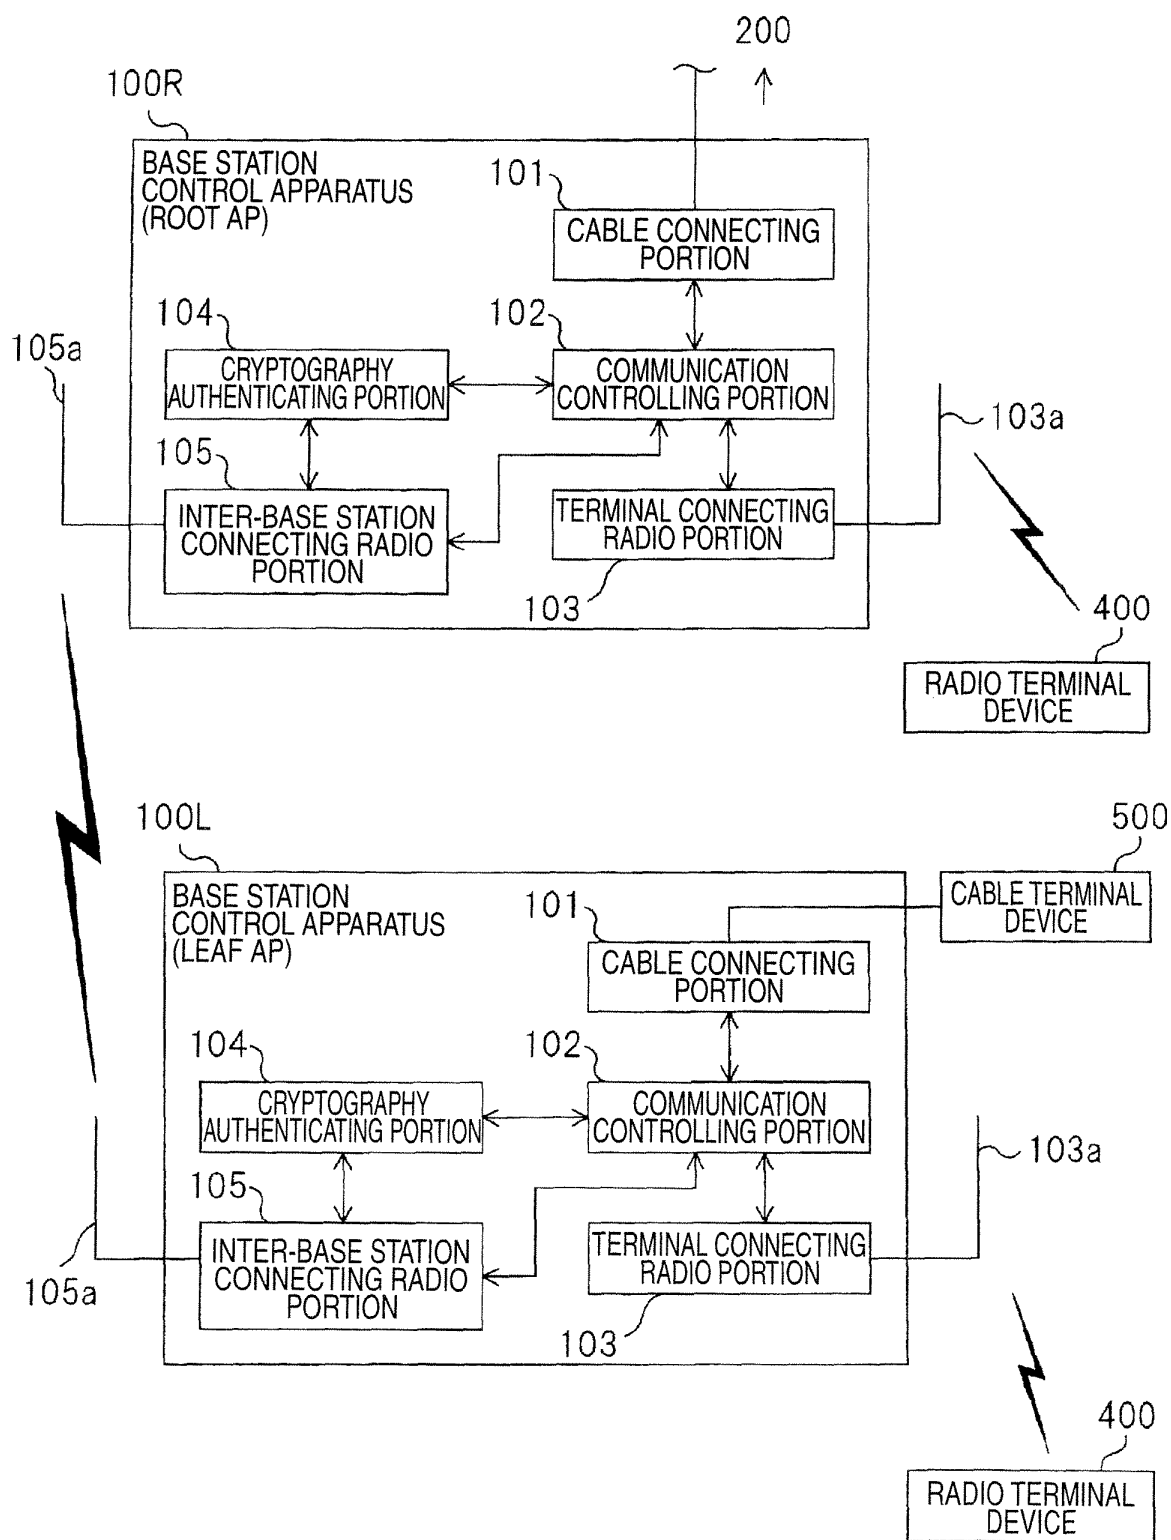 200
100R
BASE STATION
CONTROL APPARATUS
(ROOT AP)
101
CABLE CONNECTING
PORTION
104
102
105a
CRYPTOGRAPHY
AUTHENTICATING PORTION
COMMUNICATION
CONTROLLING PORTION
103a
105
INTER-BASE STATION
CONNECTING RADIO
PORTION
TERMINAL CONNECTING
RADIO PORTION
103
400
RADIO TERMINAL
DEVICE
100L
500
BASE STATION
CONTROL APPARATUS
(LEAF AP)
CABLE TERMINAL
DEVICE
101
CABLE CONNECTING
PORTION
104
102
CRYPTOGRAPHY
AUTHENTICATING PORTION
COMMUNICATION
CONTROLLING PORTION
103a
105
INTER-BASE STATION
CONNECTING RADIO
PORTION
TERMINAL CONNECTING
RADIO PORTION
105a
103
400
RADIO TERMINAL
DEVICE